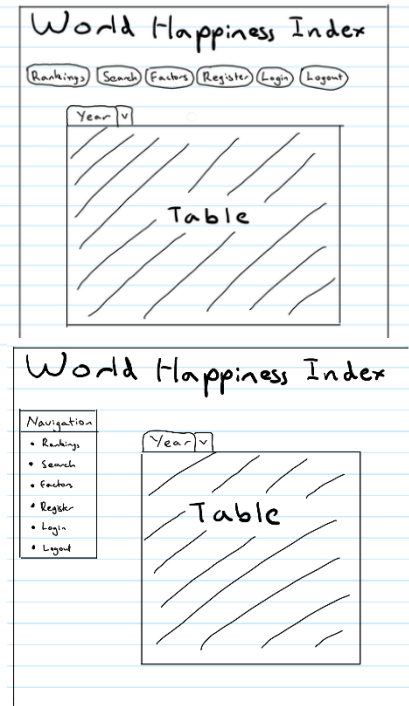 World Happiness Index
Rankings Search Factors Register Login Logout
Year v
Table
World Happiness Index
Navigation
• Rankings
• Search
• Factors
• Register
• Login
• Logout
Year v
Table